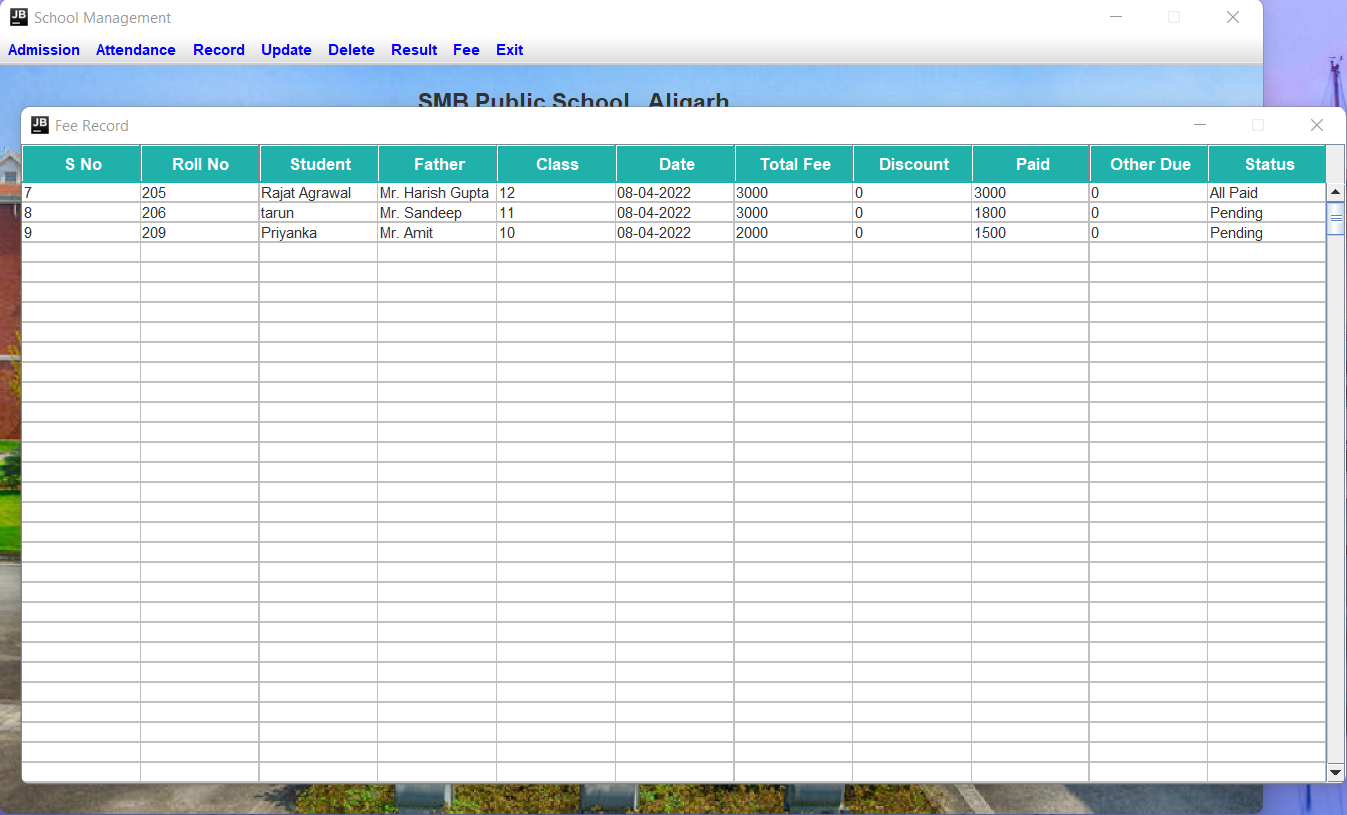 JB School Management
Admission Attendance Record Update Delete Result Fee Exit
SMB Public School, Aligarh
JB Fee Record
S No Roll No Student Father Class Date Total Fee Discount Paid Other Due Status
7 205 Rajat Agrawal Mr. Harish Gupta 12 08-04-2022 3000 0 3000 0 All Paid
8 206 tarun Mr. Sandeep 11 08-04-2022 3000 0 1800 0 Pending
9 209 Priyanka Mr. Amit 10 08-04-2022 2000 0 1500 0 Pending